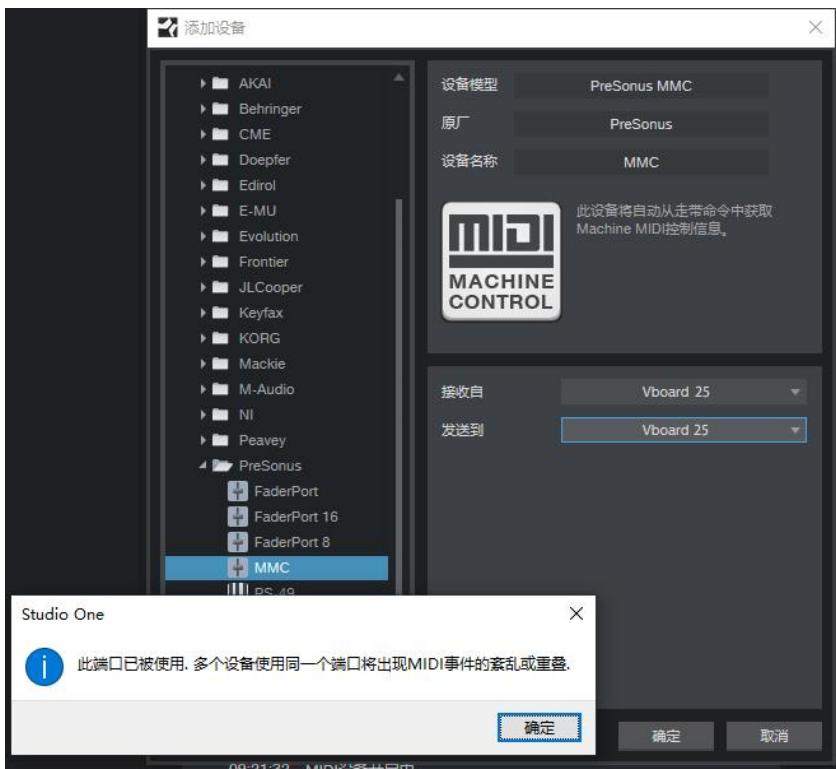 添加设备
AKAI
Behringer
CME
Doepfer
Edirol
E-MU
Evolution
Frontier
JLCooper
Keyfax
KORG
Mackie
M-Audio
NI
Peavey
PreSonus
FaderPort
FaderPort 16
FaderPort 8
MMC
PS-49
设备模型 PreSonus MMC
原厂 PreSonus
设备名称 MMC
MIDI
MACHINE
CONTROL
此设备将自动从走带命令中获取
Machine MIDI控制信息。
接收自 Vboard 25
发送到 Vboard 25
确定 取消
Studio One
此端口已被使用. 多个设备使用同一个端口将出现MIDI事件的紊乱或重叠.
确定